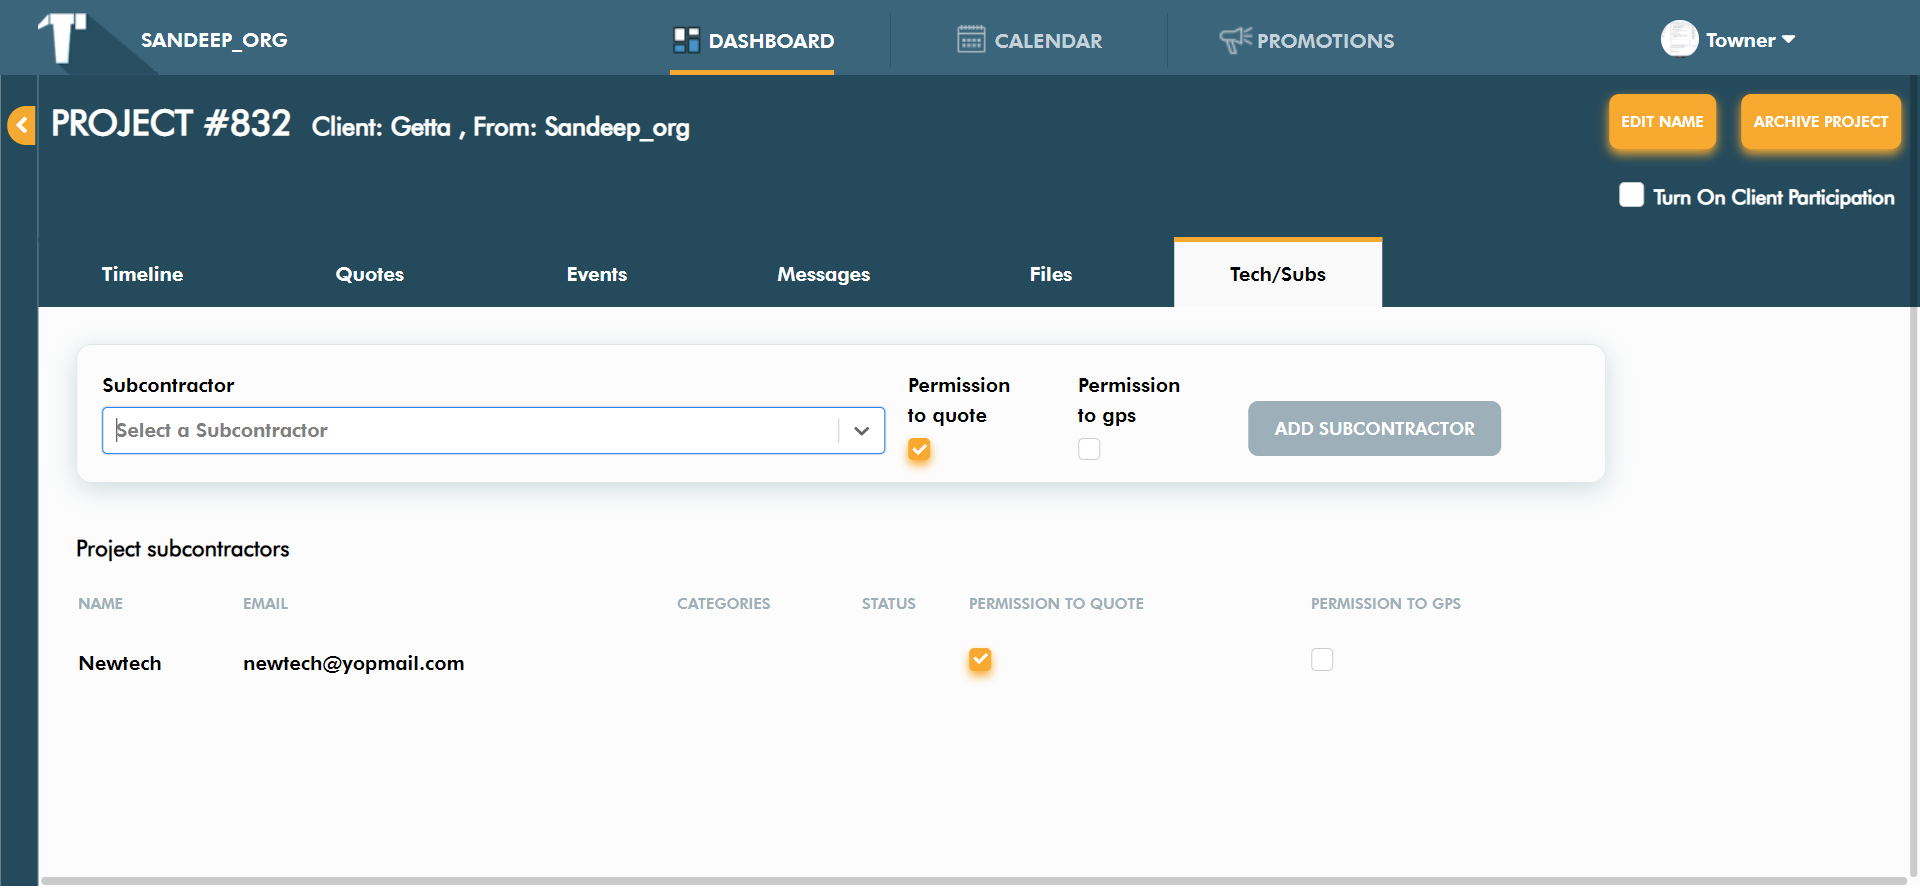 SANDEEP_ORG
DASHBOARD
CALENDAR
PROMOTIONS
Towner
PROJECT #832 Client: Getta , From: Sandeep_org
EDIT NAME
ARCHIVE PROJECT
Turn On Client Participation
Timeline
Quotes
Events
Messages
Files
Tech/Subs
Subcontractor
Select a Subcontractor
Permission
to quote
Permission
to gps
ADD SUBCONTRACTOR
Project subcontractors
NAME EMAIL CATEGORIES STATUS PERMISSION TO QUOTE PERMISSION TO GPS
Newtech newtech@yopmail.com